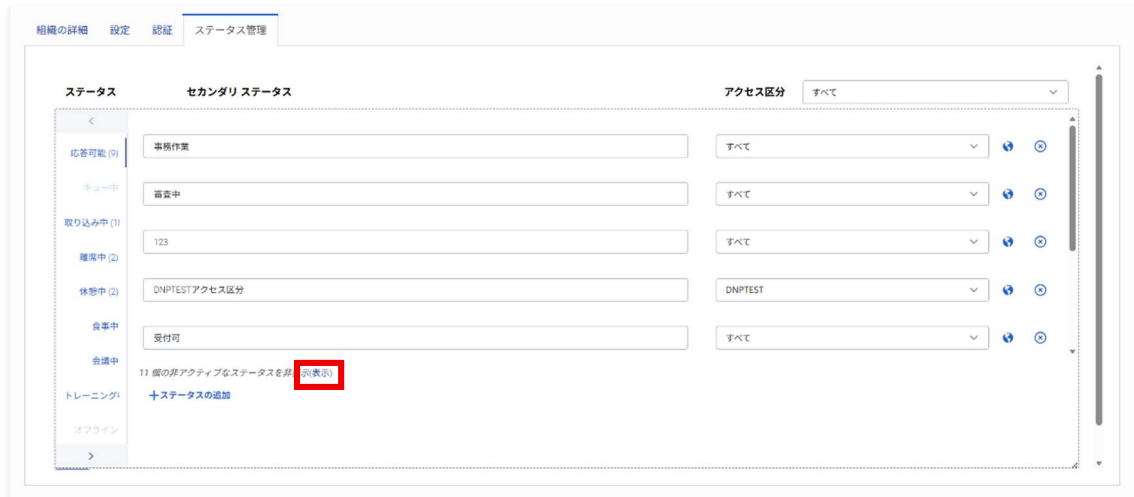 組織の詳細 設定 認証 ステータス管理
ステータス セカンダリ ステータス アクセス区分 すべて
応答可能 (9) 事務作業 すべて
キュー中 審査中 すべて
取り込み中 (1
離席中 (2) 123 すべて
休憩中 (2) DNPTESTアクセス区分 DNPTEST
食事中 受付可 すべて
会議中
11 個の非アクティブなステータスを非 示(表示)
トレーニング ＋ステータスの追加
オフライン